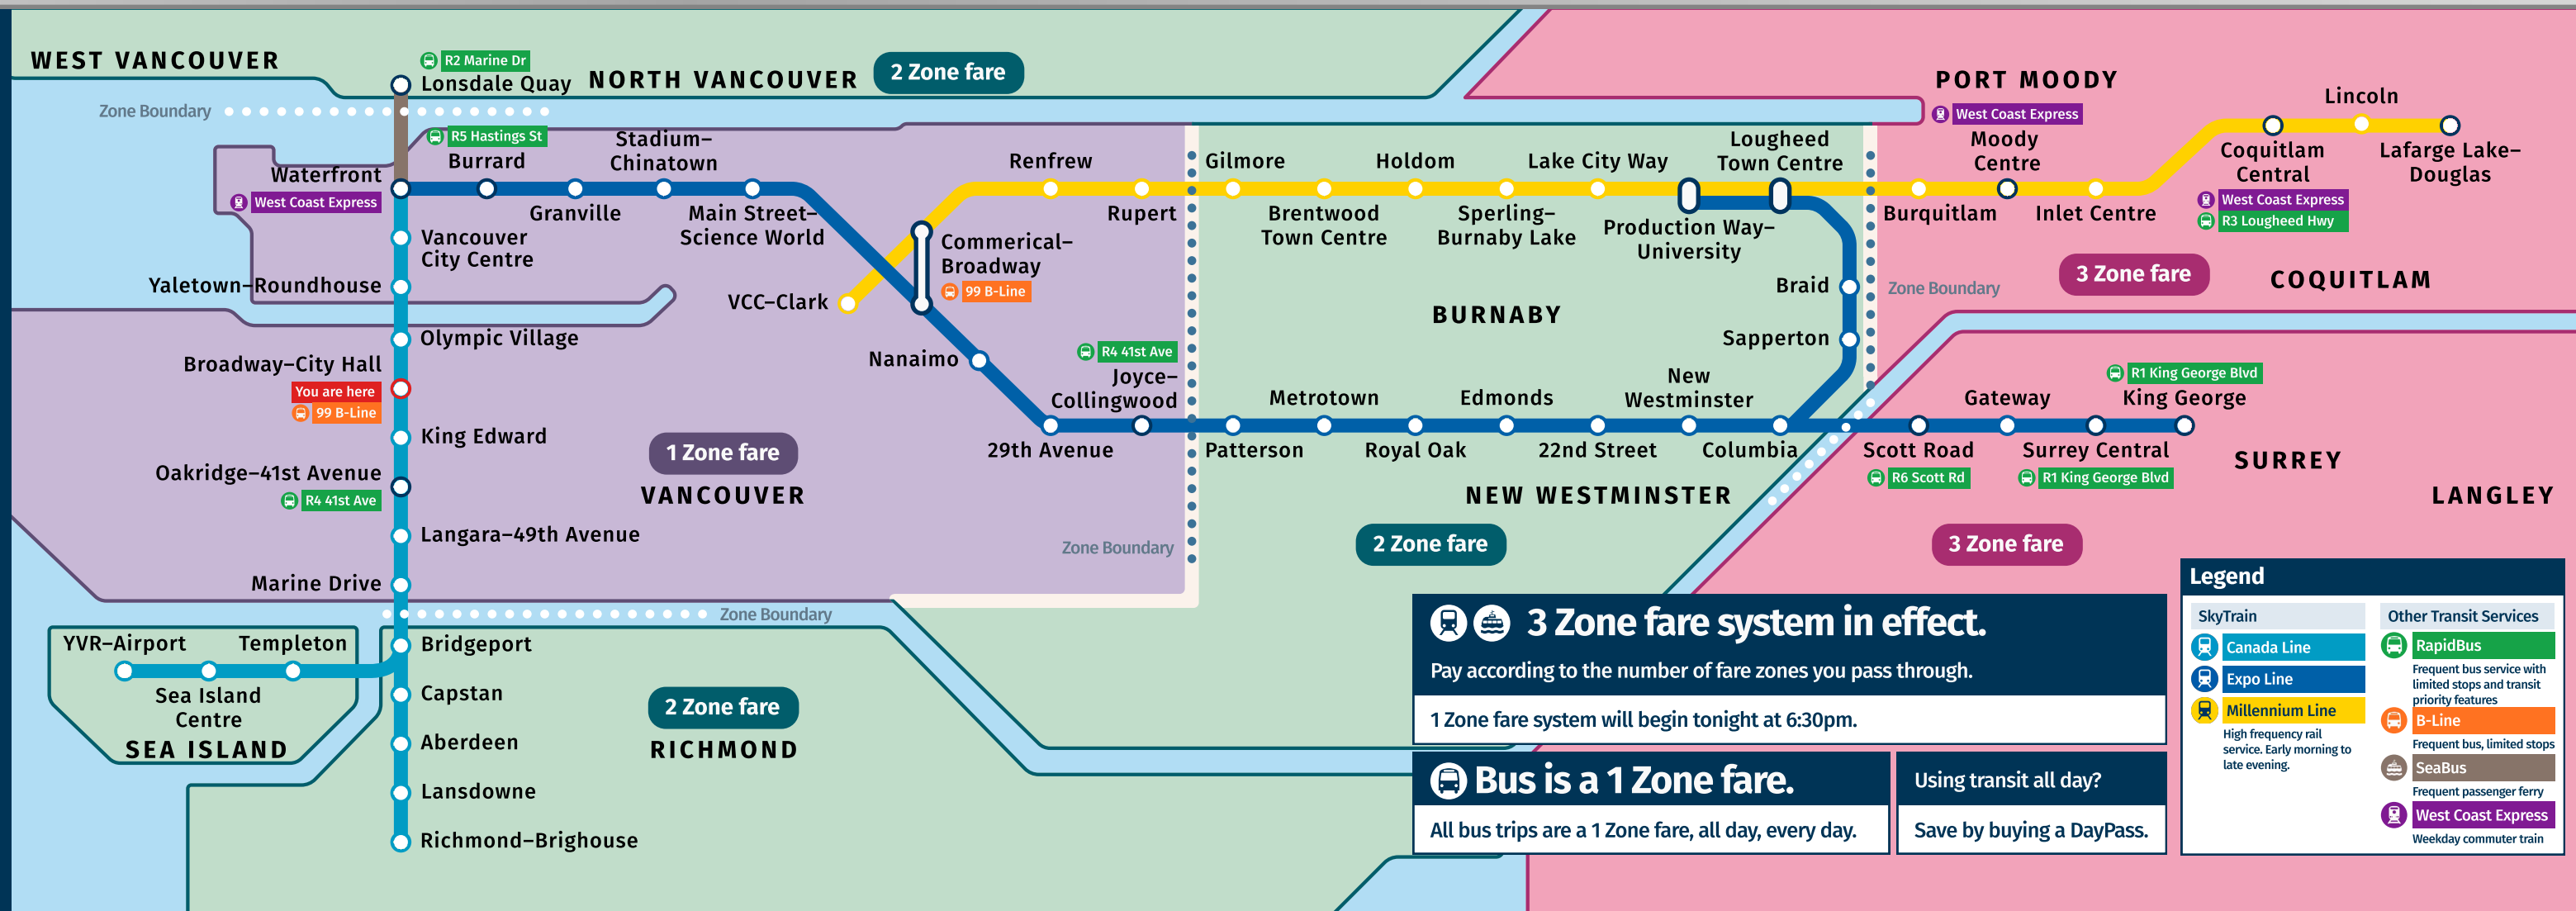 WEST VANCOUVER
R2 Marine Dr
Lonsdale Quay
NORTH VANCOUVER
2 Zone fare
Zone Boundary
PORT MOODY
West Coast Express
Moody
Centre
Lincoln
Coquitlam
Central
West Coast Express
R3 Lougheed Hwy
Lafarge Lake–
Douglas
R5 Hastings St
Burrard
Stadium–
Chinatown
Waterfront
West Coast Express
Granville
Main Street–
Science World
Renfrew
Rupert
Gilmore
Holdom
Lake City Way
Lougheed
Town Centre
Brentwood
Town Centre
Sperling–
Burnaby Lake
Production Way–
University
Burquitlam
Inlet Centre
Vancouver
City Centre
Yaletown–Roundhouse
Commerical–
Broadway
99 B-Line
VCC–Clark
3 Zone fare
COQUITLAM
Braid
Zone Boundary
BURNABY
Olympic Village
Sapperton
Broadway–City Hall
You are here
99 B-Line
Nanaimo
R4 41st Ave
Joyce–
Collingwood
Metrotown
Edmonds
New
Westminster
Gateway
R1 King George Blvd
King George
King Edward
1 Zone fare
VANCOUVER
29th Avenue
Patterson
Royal Oak
22nd Street
Columbia
Scott Road
R6 Scott Rd
Surrey Central
R1 King George Blvd
SURREY
Oakridge–41st Avenue
R4 41st Ave
NEW WESTMINSTER
LANGLEY
Langara–49th Avenue
Zone Boundary
2 Zone fare
3 Zone fare
Marine Drive
Zone Boundary
YVR–Airport
Templeton
Bridgeport
Sea Island
Centre
SEA ISLAND
Capstan
2 Zone fare
RICHMOND
Aberdeen
Lansdowne
Richmond–Brighouse
3 Zone fare system in effect.
Pay according to the number of fare zones you pass through.
1 Zone fare system will begin tonight at 6:30pm.
Bus is a 1 Zone fare.
All bus trips are a 1 Zone fare, all day, every day.
Using transit all day?
Save by buying a DayPass.
Legend
SkyTrain
Canada Line
Expo Line
Millennium Line
High frequency rail
service. Early morning to
late evening.
Other Transit Services
RapidBus
Frequent bus service with
limited stops and transit
priority features
B-Line
Frequent bus, limited stops
SeaBus
Frequent passenger ferry
West Coast Express
Weekday commuter train